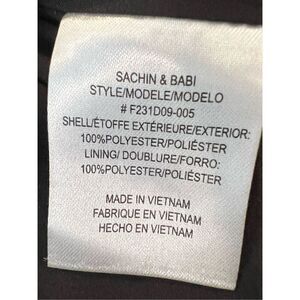 SACHIN & BABI
STYLE/MODELE/MODELO
# F231D09-005
SHELL/ÉTOFFE EXTÉRIEURE/EXTERIOR:
100%POLYESTER/POLIÉSTER
LINING/ DOUBLURE/FORRO:
100%POLYESTER/POLIÉSTER
MADE IN VIETNAM
FABRIQUE EN VIETNAM
HECHO EN VIETNAM